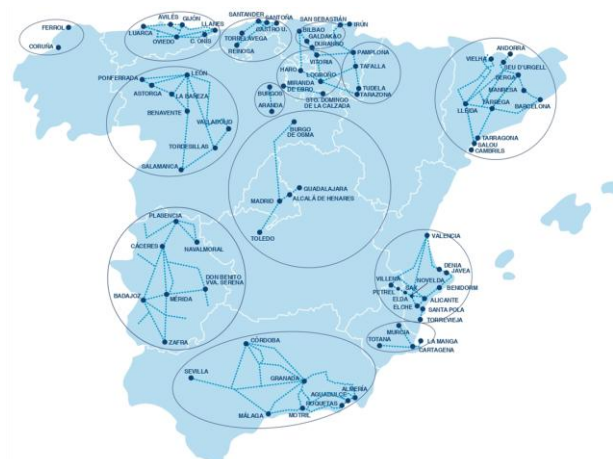 FERROL
CORUÑA
AVILÉS
GIJÓN
LUARCA
LLANES
OVIEDO
C. ONÍS
SANTANDER
SANTOÑA
CASTRO U.
TORRELAVEGA
REINOSA
SAN SEBASTIÁN
IRÚN
BILBAO
GALDAKAO
DURANGO
VITORIA
PAMPLONA
TAFALLA
HARO
LOGROÑO
MIRANDA
DE EBRO
TUDELA
TARAZONA
STO. DOMINGO
DE LA CALZADA
BURGOS
ARANDA
ANDORRA
VIELHA
SEU D'URGELL
BERGA
MANRESA
LLEIDA
TÀRREGA
BARCELONA
TARRAGONA
SALOU
CAMBRILS
LEÓN
PONFERRADA
ASTORGA
LA BAÑEZA
BENAVENTE
VALLADOLID
TORDESILLAS
SALAMANCA
BURGO
DE OSMA
GUADALAJARA
MADRID
ALCALÁ DE HENARES
TOLEDO
PLASENCIA
CÁCERES
NAVALMORAL
DON BENITO
VVA. SERENA
BADAJOZ
MÉRIDA
ZAFRA
VALENCIA
DENIA
JAVEA
VILLENA
NOVELDA
SAX
PETREL
BENIDORM
ELDA
ALICANTE
ELCHE
SANTA POLA
TORREVIEJA
MURCIA
TOTANA
LA MANGA
CARTAGENA
CÓRDOBA
SEVILLA
GRANADA
ALMERÍA
AGUADULCE
ROQUETAS
MÁLAGA
MOTRIL